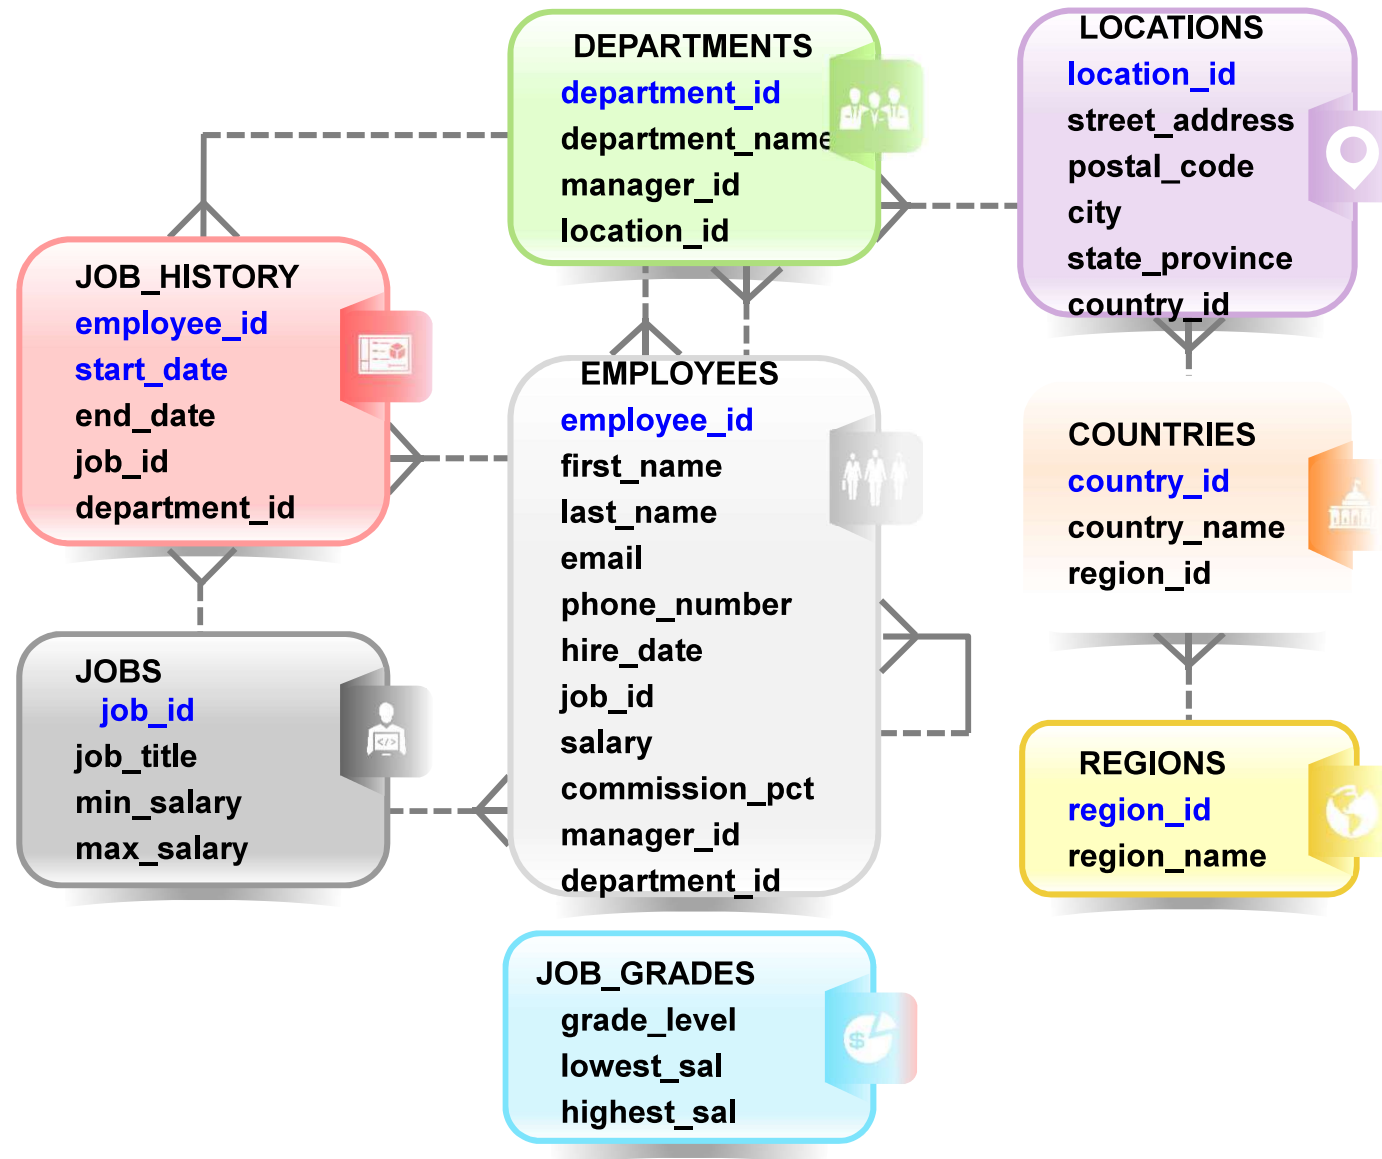 DEPARTMENTS
department_id
department_name
manager_id
location_id
LOCATIONS
location_id
street_address
postal_code
city
state_province
country_id
JOB_HISTORY
employee_id
start_date
end_date
job_id
department_id
EMPLOYEES
employee_id
first_name
last_name
email
phone_number
hire_date
job_id
salary
commission_pct
manager_id
department_id
COUNTRIES
country_id
country_name
region_id
JOBS
job_id
job_title
min_salary
max_salary
REGIONS
region_id
region_name
JOB_GRADES
grade_level
lowest_sal
highest_sal
$